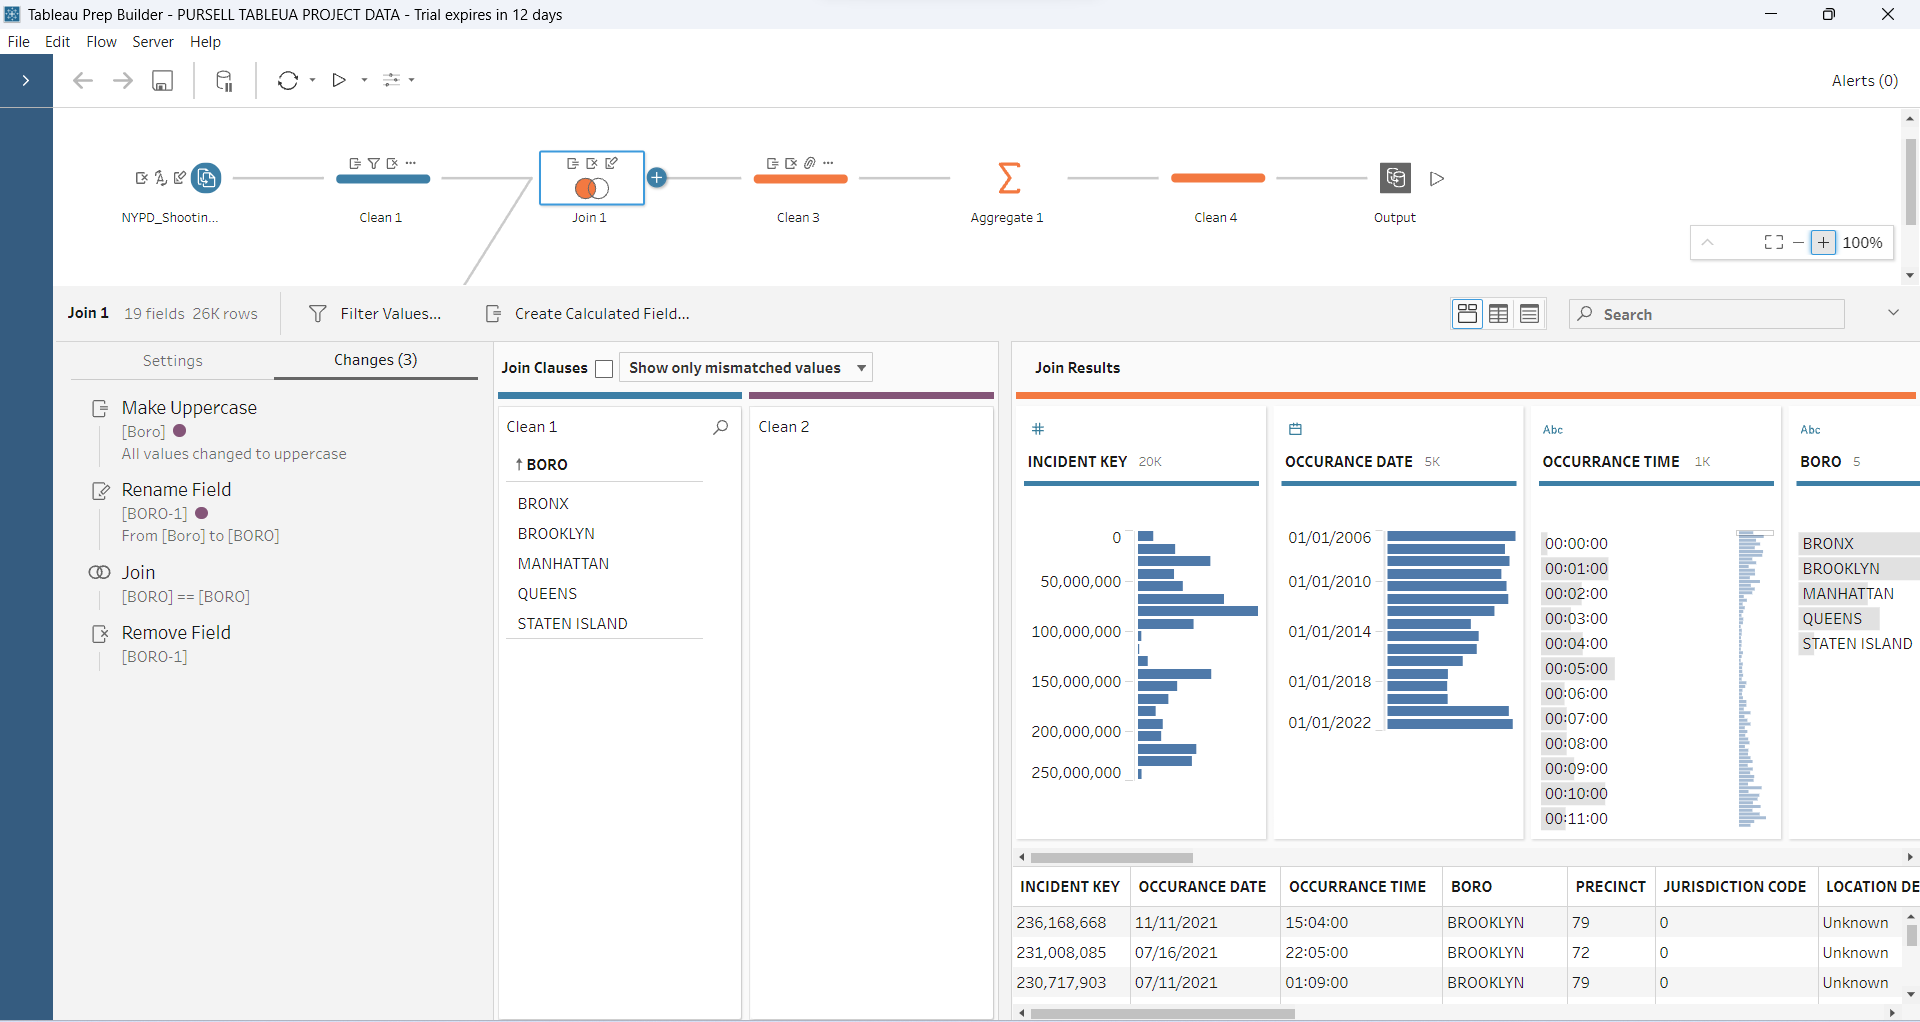 Tableau Prep Builder - PURSELL TABLEUA PROJECT DATA - Trial expires in 12 days
File Edit Flow Server Help
Alerts (0)
NYPD_Shootin...
Clean 1
Join 1
Clean 3
Aggregate 1
Clean 4
Output
100%
Join 1 19 fields 26K rows
Filter Values...
Create Calculated Field...
Search
Settings
Changes (3)
Make Uppercase
[Boro]
All values changed to uppercase
Rename Field
[BORO-1]
From [Boro] to [BORO]
Join
[BORO] == [BORO]
Remove Field
[BORO-1]
Join Clauses
Show only mismatched values
Clean 1
BORO
BRONX
BROOKLYN
MANHATTAN
QUEENS
STATEN ISLAND
Clean 2
Join Results
INCIDENT KEY 20K
0
50,000,000
100,000,000
150,000,000
200,000,000
250,000,000
OCCURANCE DATE 5K
01/01/2006
01/01/2010
01/01/2014
01/01/2018
01/01/2022
Abc
OCCURRANCE TIME 1K
00:00:00
00:01:00
00:02:00
00:03:00
00:04:00
00:05:00
00:06:00
00:07:00
00:08:00
00:09:00
00:10:00
00:11:00
Abc
BORO 5
BRONX
BROOKLYN
MANHATTAN
QUEENS
STATEN ISLAND
INCIDENT KEY OCCURANCE DATE OCCURRANCE TIME BORO PRECINCT JURISDICTION CODE LOCATION DE
236,168,668 11/11/2021 15:04:00 BROOKLYN 79 0 Unknown
231,008,085 07/16/2021 22:05:00 BROOKLYN 72 0 Unknown
230,717,903 07/11/2021 01:09:00 BROOKLYN 79 0 Unknown